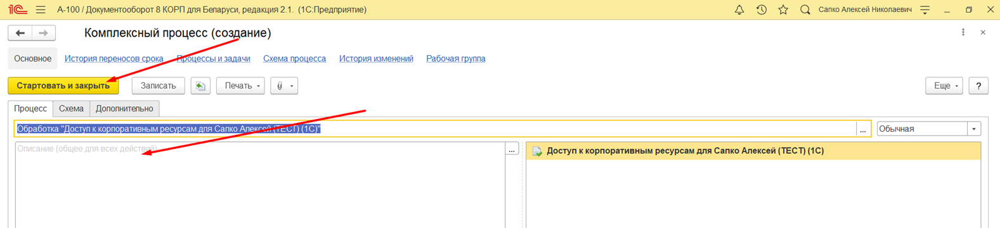 1С А-100 / Документооборот 8 КОРП для Беларуси, редакция 2.1. (1С:Предприятие) Сапко Алексей Николаевич
Комплексный процесс (создание)
Основное История переносов срока Процессы и задачи Схема процесса История изменений Рабочая группа
Стартовать и закрыть Записать Печать Еще ?
Процесс Схема Дополнительно
Обработка "Доступ к корпоративным ресурсам для Сапко Алексей (ТЕСТ) (1С)" ... Обычная
Описание (общее для всех действий) ... Доступ к корпоративным ресурсам для Сапко Алексей (ТЕСТ) (1С)